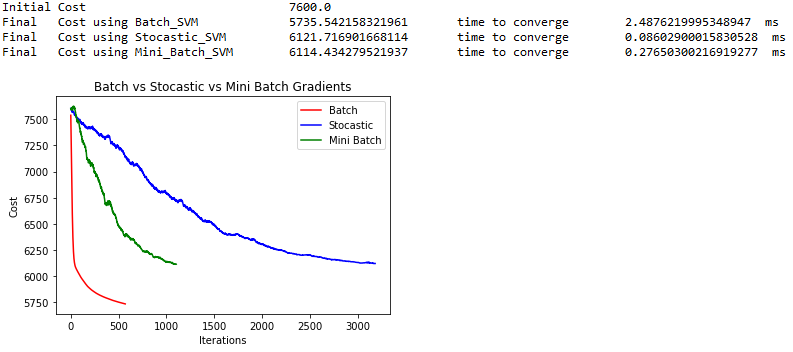 Initial Cost 7600.0
Final Cost using Batch_SVM 5735.542158321961 time to converge 2.4876219995348947 ms
Final Cost using Stocastic_SVM 6121.716901668114 time to converge 0.08602900015830528 ms
Final Cost using Mini_Batch_SVM 6114.434279521937 time to converge 0.27650300216919277 ms
Batch vs Stocastic vs Mini Batch Gradients
Batch
Stocastic
Mini Batch
7500
7250
7000
6750
6500
6250
6000
5750
Cost
0 500 1000 1500 2000 2500 3000
Iterations